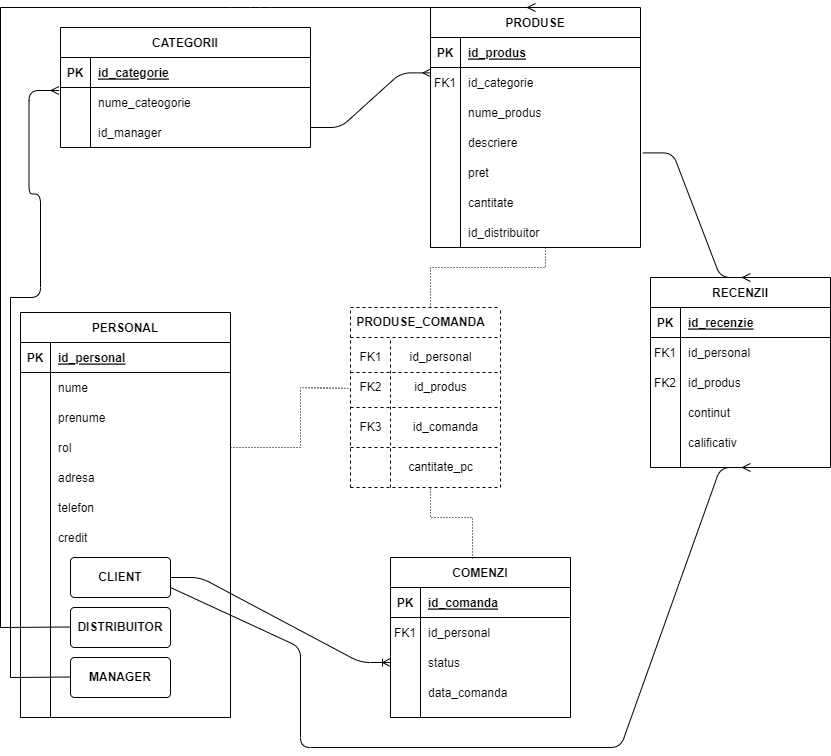 CATEGORII
PK id_categorie
nume_cateogorie
id_manager
PRODUSE
PK id_produs
FK1 id_categorie
nume_produs
descriere
pret
cantitate
id_distribuitor
RECENZII
PK id_recenzie
FK1 id_personal
FK2 id_produs
continut
calificativ
PERSONAL
PK id_personal
nume
prenume
rol
adresa
telefon
credit
CLIENT
DISTRIBUITOR
MANAGER
PRODUSE_COMANDA
FK1 id_personal
FK2 id_produs
FK3 id_comanda
cantitate_pc
COMENZI
PK id_comanda
FK1 id_personal
status
data_comanda